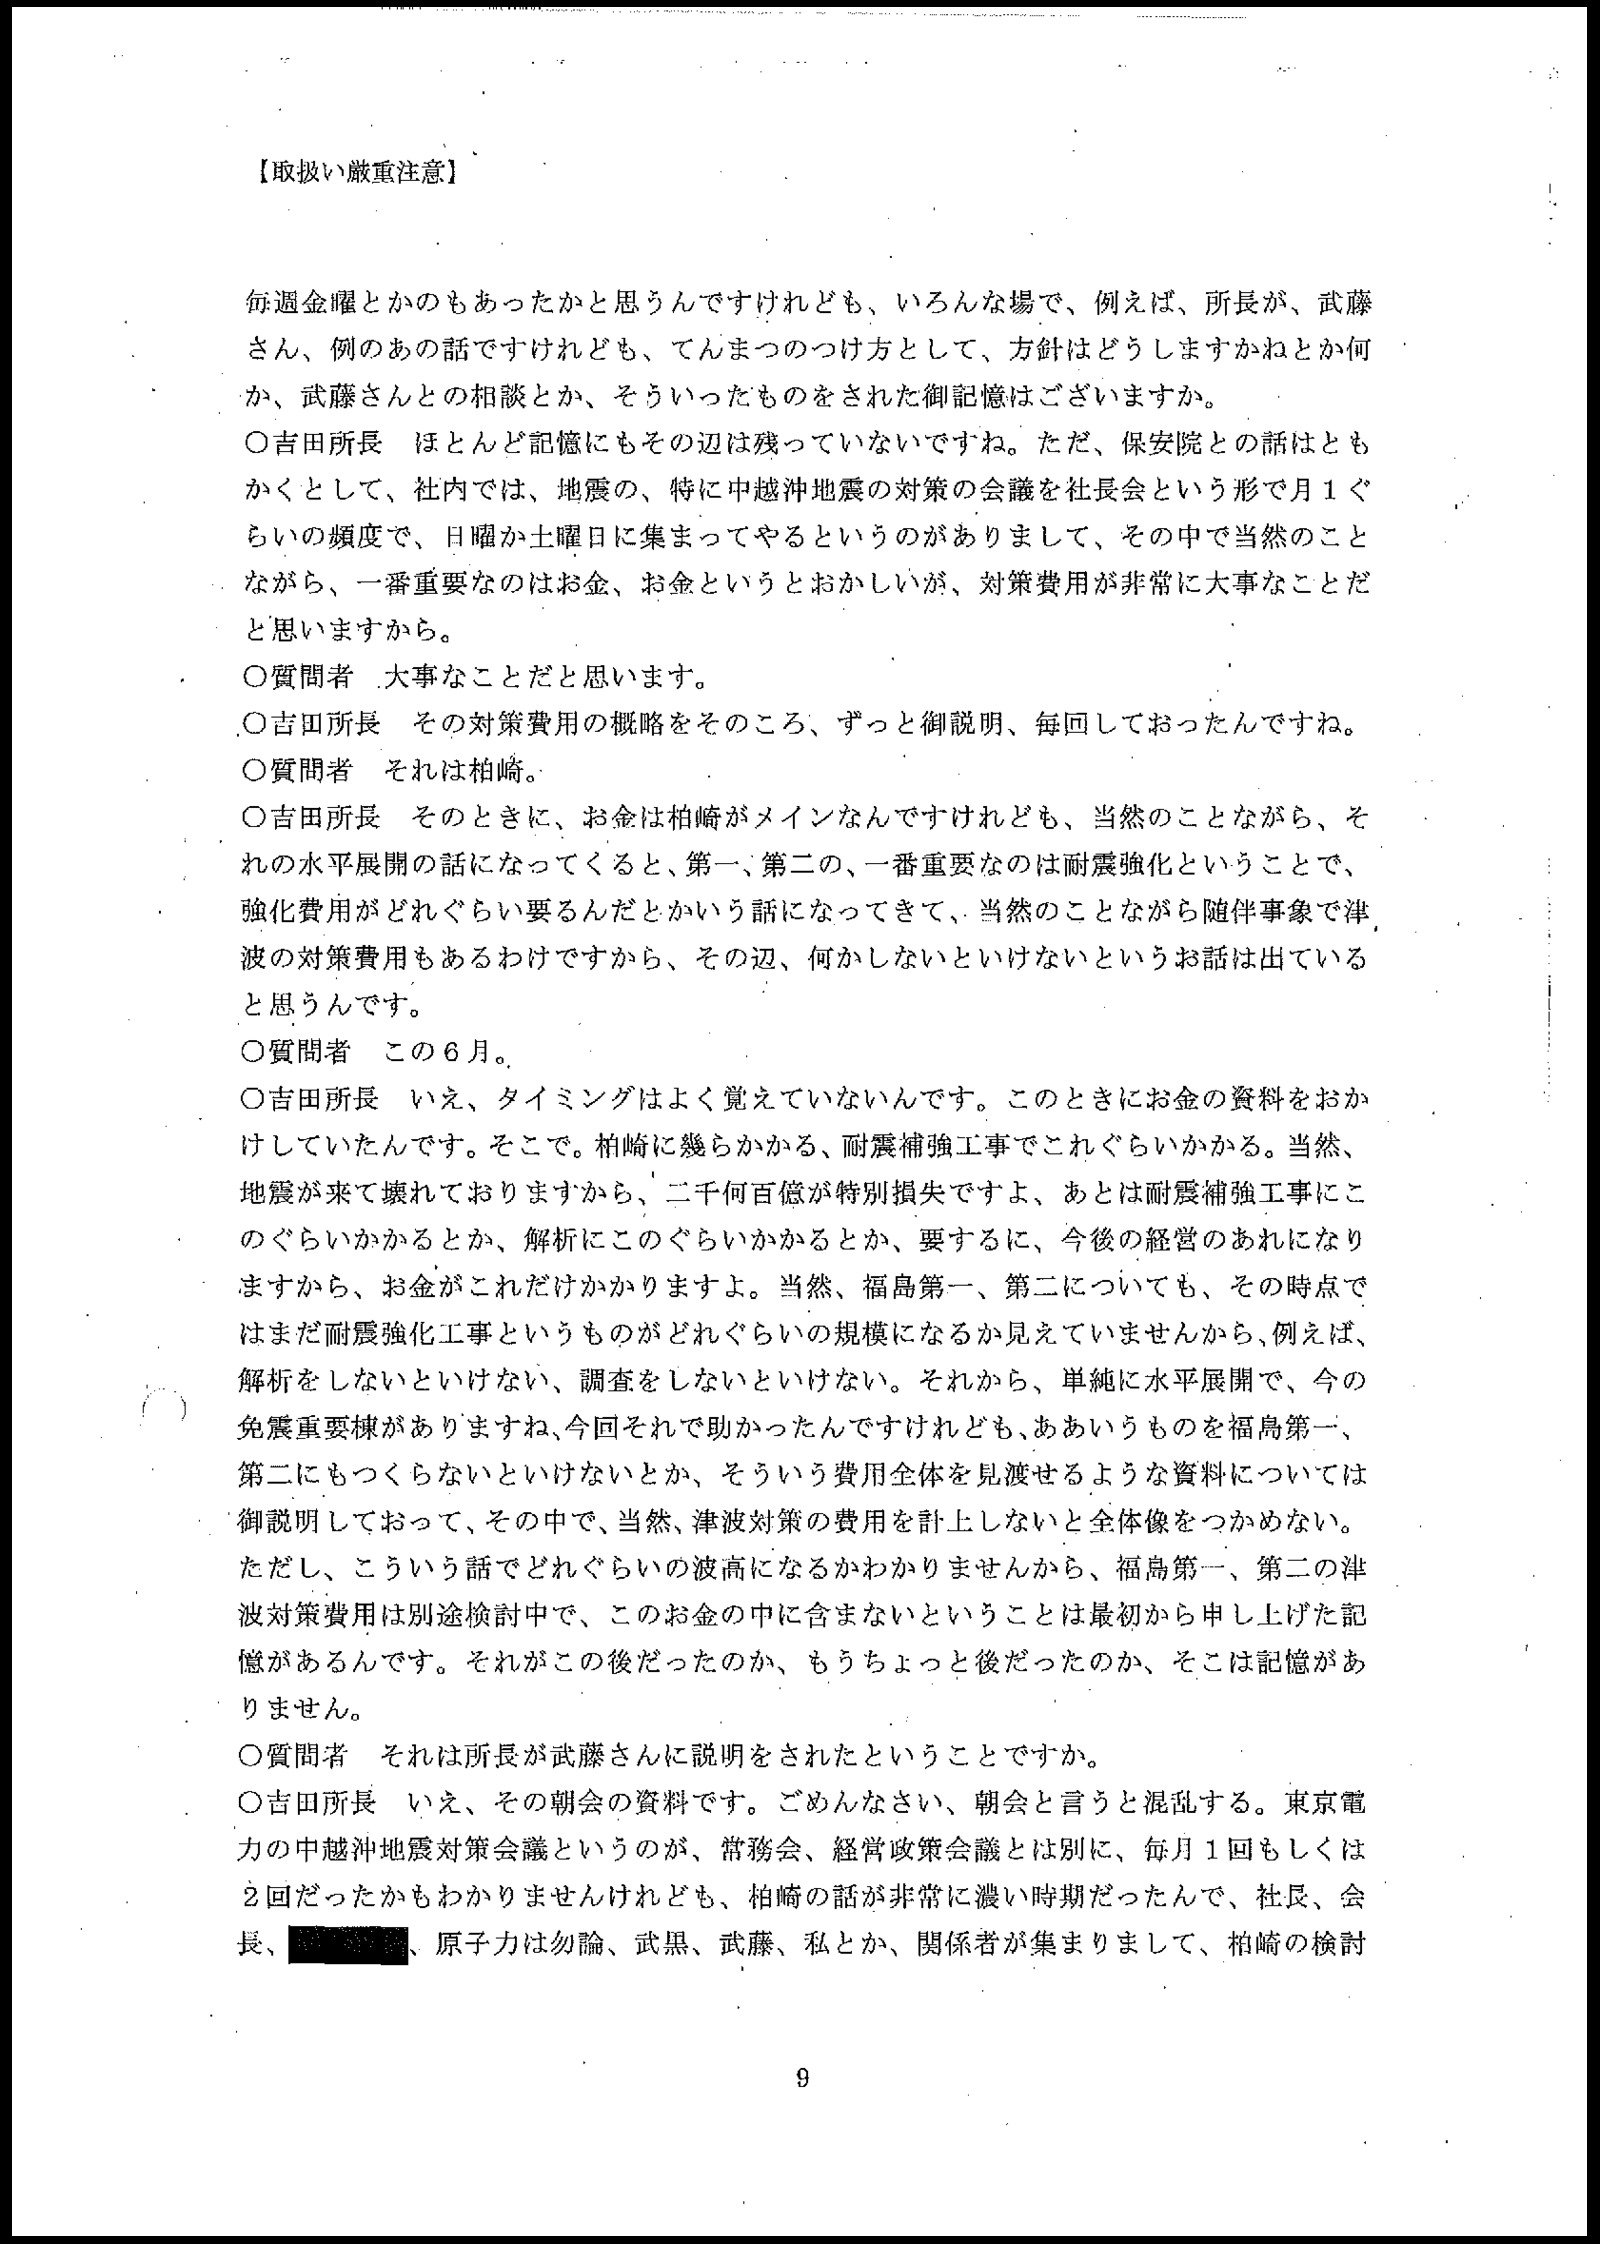 【取扱い厳重注意】
毎週金曜とかのもあったかと思うんですけれども、いろんな場で、例えば、所長が、武藤
さん、例のあの話ですけれども、てんまつのつけ方として、方針はどうしますかねとか何
か、武藤さんとの相談とか、そういったものをされた御記憶はございますか。
○吉田所長　ほとんど記憶にもその辺は残っていないですね。ただ、保安院との話はとも
かくとして、社内では、地震の、特に中越沖地震の対策の会議を社長会という形で月１ぐ
らいの頻度で、日曜か土曜日に集まってやるというのがありまして、その中で当然のこと
ながら、一番重要なのはお金、お金というとおかしいが、対策費用が非常に大事なことだ
と思いますから。
○質問者　大事なことだと思います。
○吉田所長　その対策費用の概略をそのころ、ずっと御説明、毎回しておったんですね。
○質問者　それは柏崎。
○吉田所長　そのときに、お金は柏崎がメインなんですけれども、当然のことながら、そ
れの水平展開の話になってくると、第一、第二の、一番重要なのは耐震強化ということで、
強化費用がどれぐらい要るんだとかいう話になってきて、当然のことながら随伴事象で津
波の対策費用もあるわけですから、その辺、何かしないといけないというお話は出ている
と思うんです。
○質問者　この６月。
○吉田所長　いえ、タイミングはよく覚えていないんです。このときにお金の資料をおか
けしていたんです。そこで。柏崎に幾らかかる、耐震補強工事でこれぐらいかかる。当然、
地震が来て壊れておりますから、二千何百億が特別損失ですよ、あとは耐震補強工事にこ
のぐらいかかるとか、解析にこのぐらいかかるとか、要するに、今後の経営のあれになり
ますから、お金がこれだけかかりますよ。当然、福島第一、第二についても、その時点で
はまだ耐震強化工事というものがどれぐらいの規模になるか見えていませんから、例えば、
解析をしないといけない、調査をしないといけない。それから、単純に水平展開で、今の
免震重要棟がありますね、今回それで助かったんですけれども、ああいうものを福島第一、
第二にもつくらないといけないとか、そういう費用全体を見渡せるような資料については
御説明しておって、その中で、当然、津波対策の費用を計上しないと全体像をつかめない。
ただし、こういう話でどれぐらいの波高になるかわかりませんから、福島第一、第二の津
波対策費用は別途検討中で、このお金の中に含まないということは最初から申し上げた記
憶があるんです。それがこの後だったのか、もうちょっと後だったのか、そこは記憶があ
りません。
○質問者　それは所長が武藤さんに説明をされたということですか。
○吉田所長　いえ、その朝会の資料です。ごめんなさい、朝会と言うと混乱する。東京電
力の中越沖地震対策会議というのが、常務会、経営政策会議とは別に、毎月１回もしくは
２回だったかもわかりませんけれども、柏崎の話が非常に濃い時期だったんで、社長、会
長、、原子力は勿論、武黒、武藤、私とか、関係者が集まりまして、柏崎の検討
9